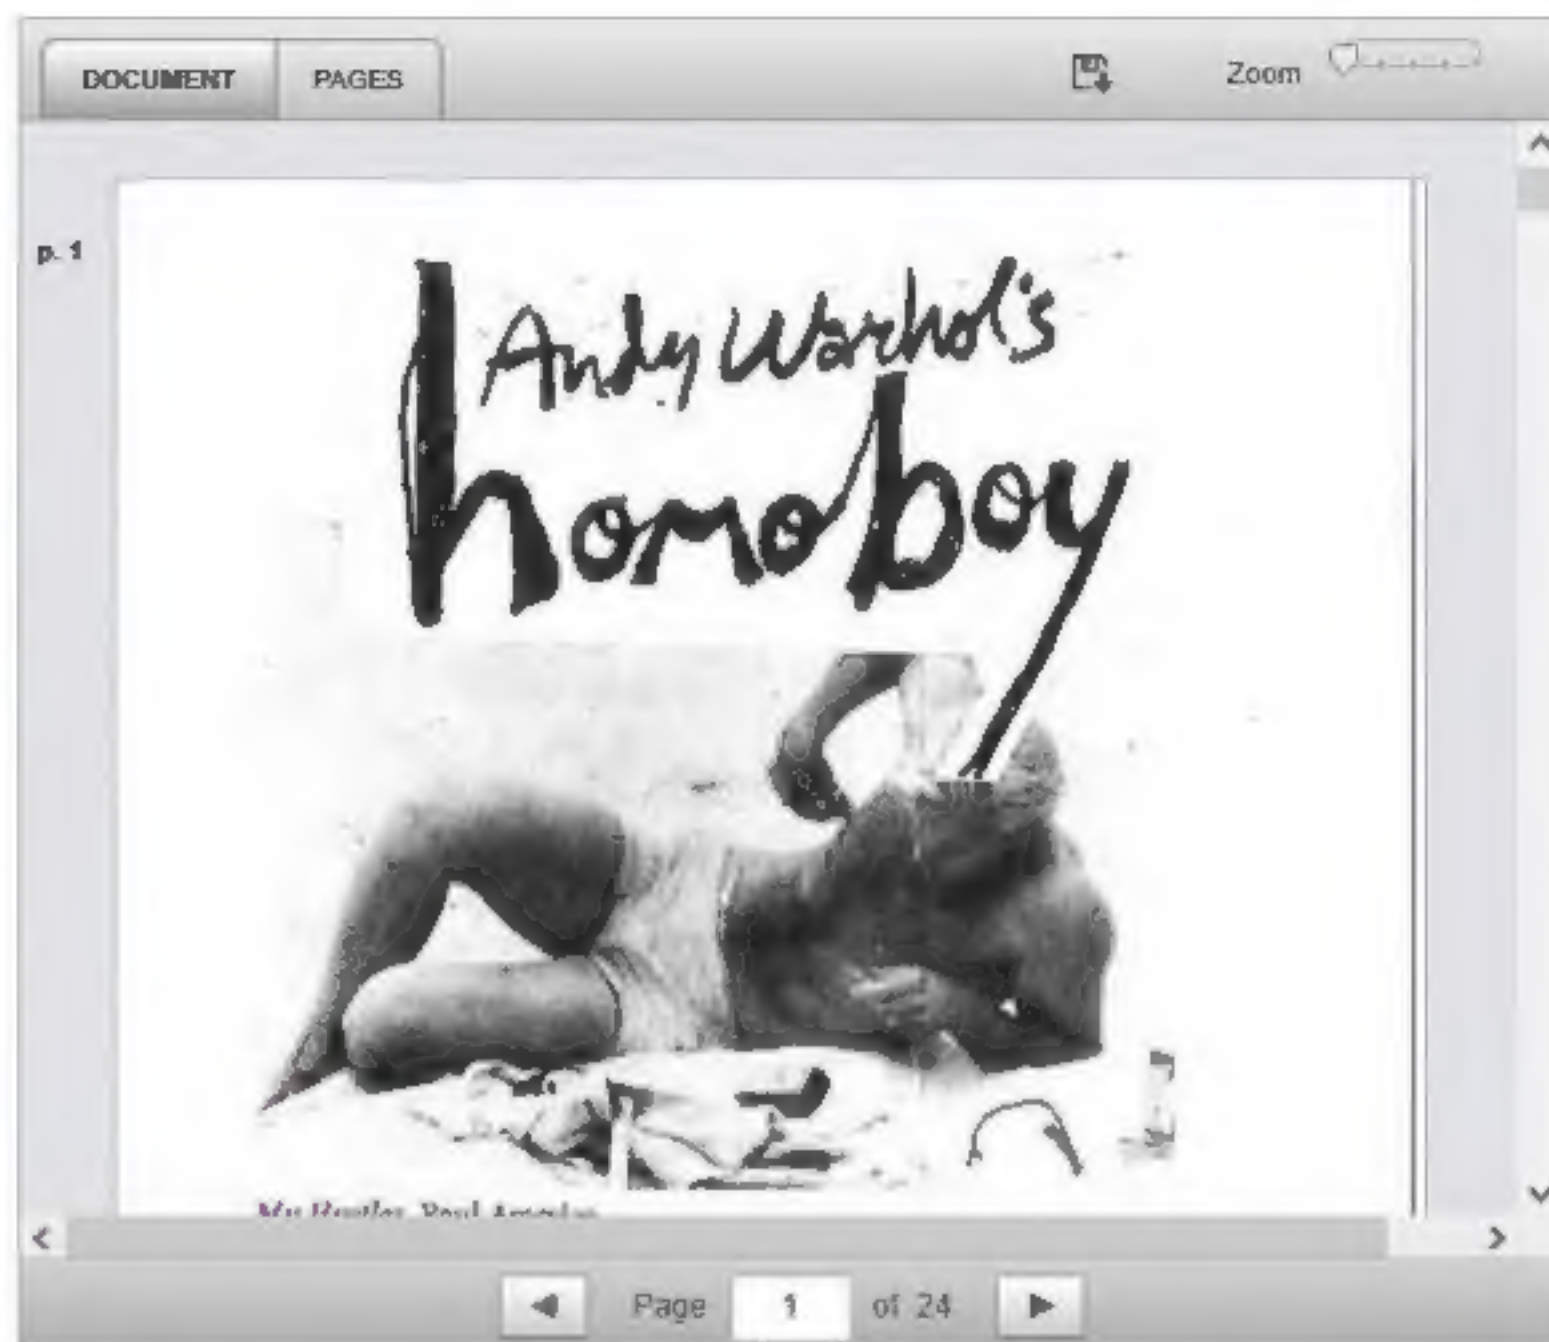 DOCUMENT PAGES Zoom
p. 1
Andy Warhol's
homoboy
Page 1 of 24